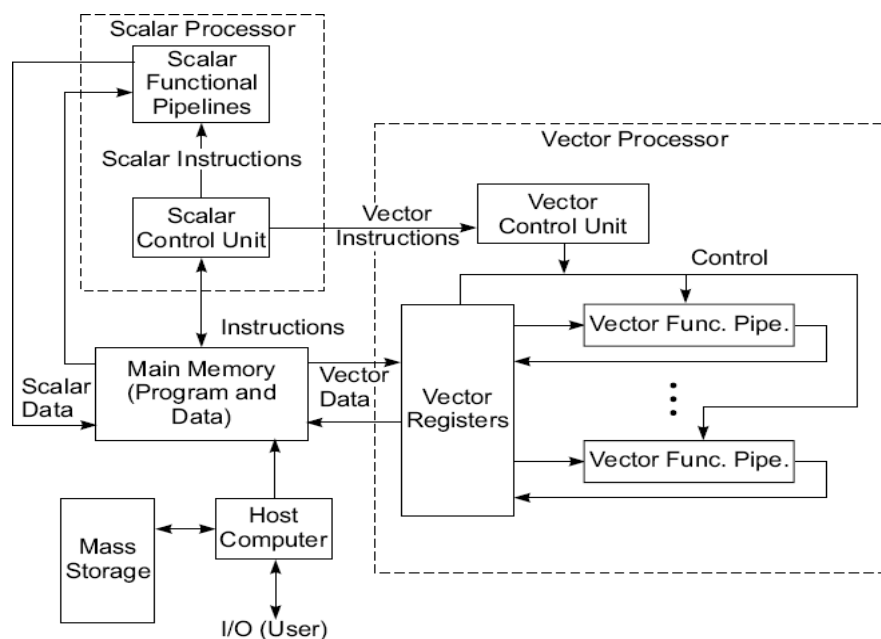 Scalar Processor
Scalar
Functional
Pipelines
Scalar Instructions
Scalar
Control Unit
Vector
Instructions
Vector Processor
Vector
Control Unit
Control
Vector Func. Pipe.
Vector Func. Pipe.
Vector
Registers
Instructions
Main Memory
(Program and
Data)
Scalar
Data
Vector
Data
Mass
Storage
Host
Computer
I/O (User)